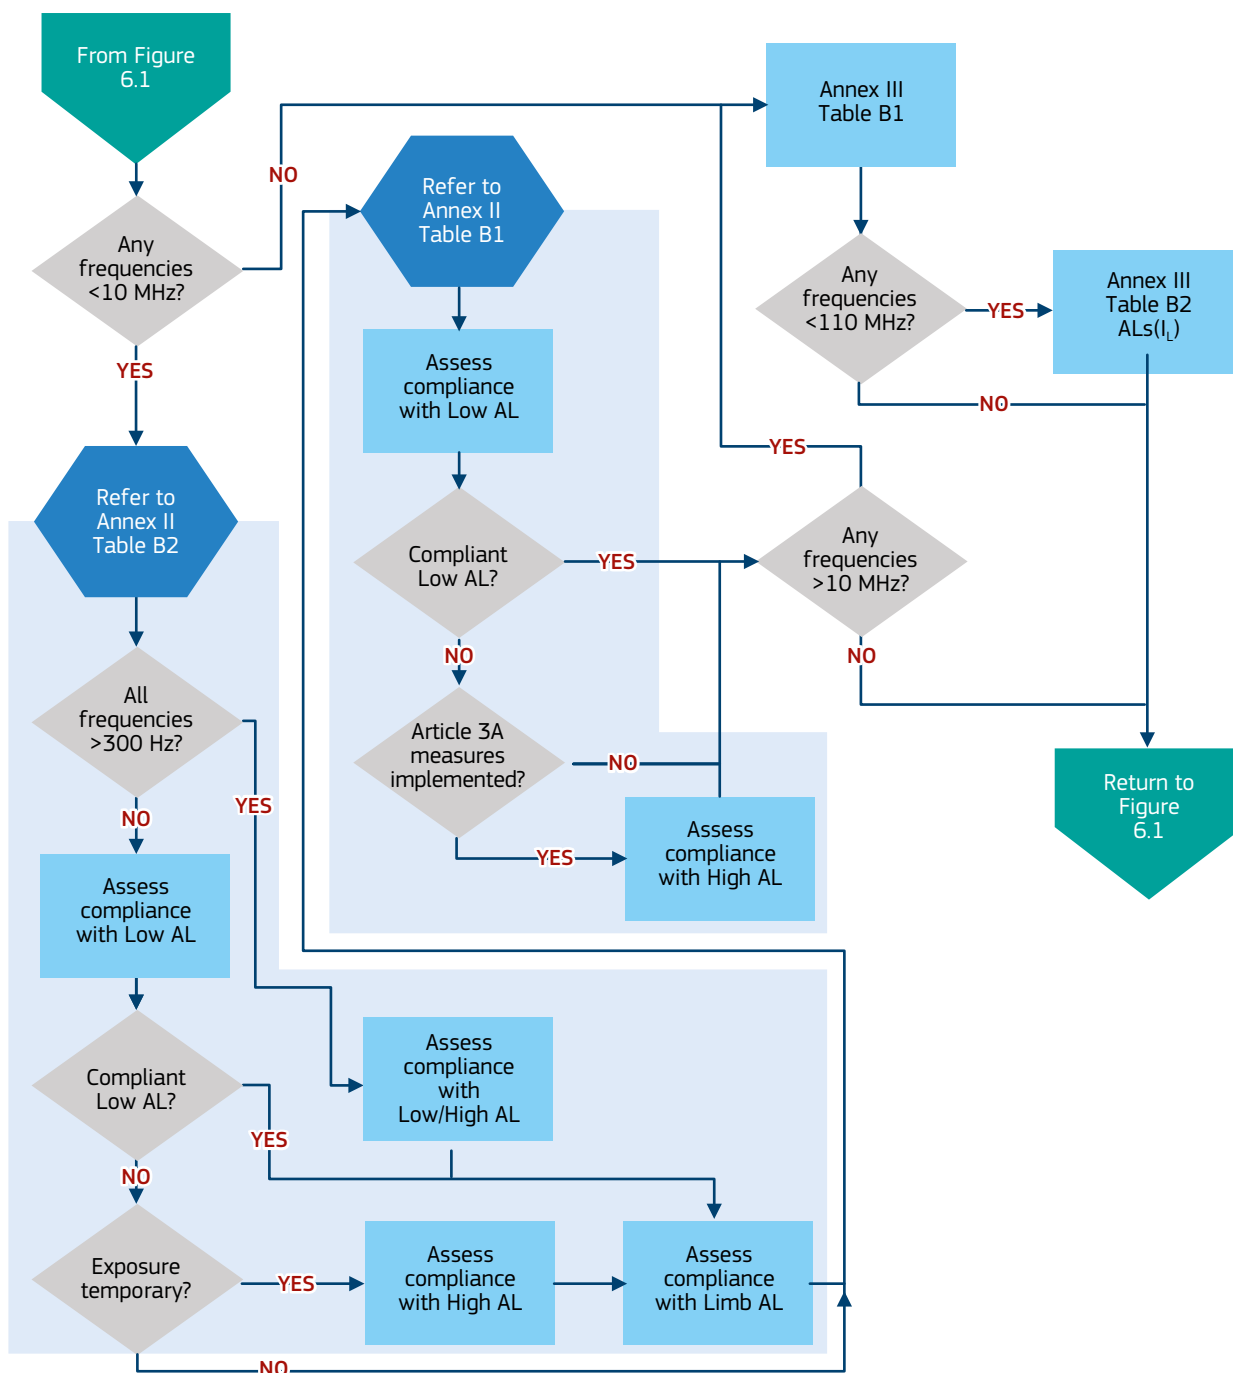 From Figure
6.1
Any
frequencies
<10 MHz?
NO
YES
Refer to
Annex II
Table B2
All
frequencies
>300 Hz?
YES
NO
Assess
compliance
with Low AL
Compliant
Low AL?
YES
NO
Exposure
temporary?
YES
NO
Assess
compliance
with
Low/High AL
Assess
compliance
with High AL
Assess
compliance
with Limb AL
Refer to
Annex II
Table B1
Assess
compliance
with Low AL
Compliant
Low AL?
YES
NO
Article 3A
measures
implemented?
NO
YES
Assess
compliance
with High AL
Any
frequencies
>10 MHz?
YES
NO
Annex III
Table B1
Any
frequencies
<110 MHz?
YES
NO
Annex III
Table B2
ALs(IL)
Return to
Figure
6.1